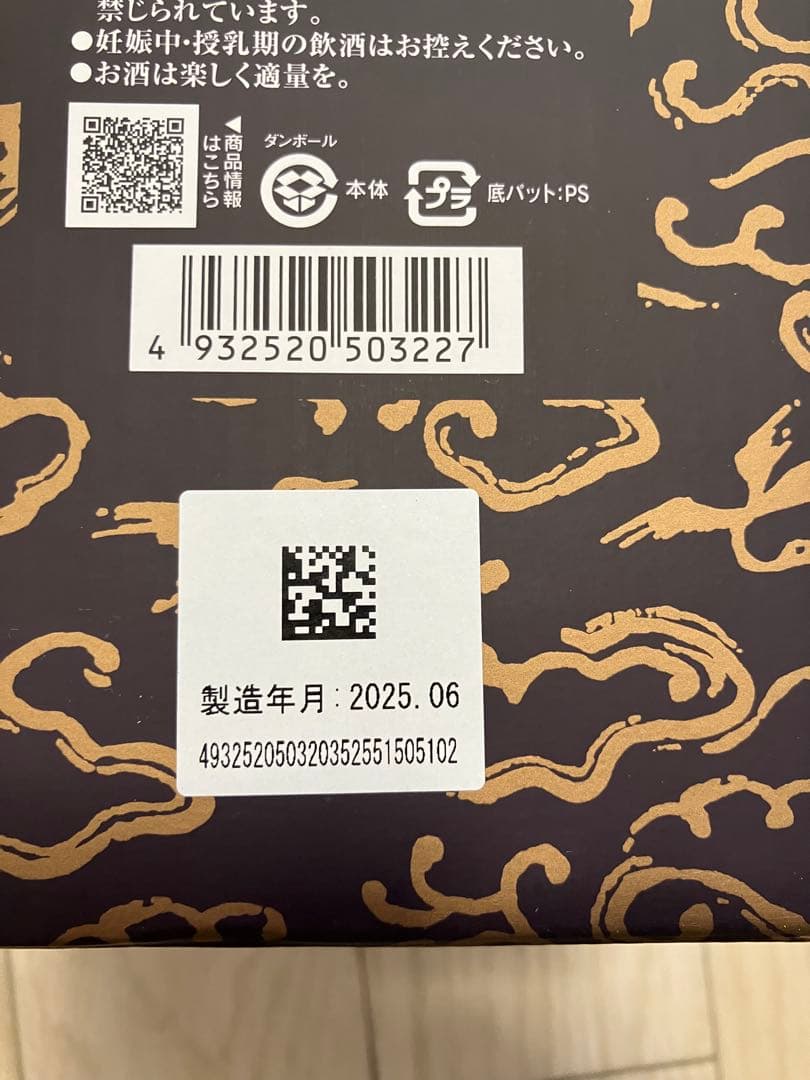 禁じられています。
●妊娠中・授乳期の飲酒はお控えください。
●お酒は楽しく適量を。
◀商品情報
はこちら
ダンボール
本体
プラ
底パット:PS
4 932520 503227
製造年月:2025.06
493252050320352551505102